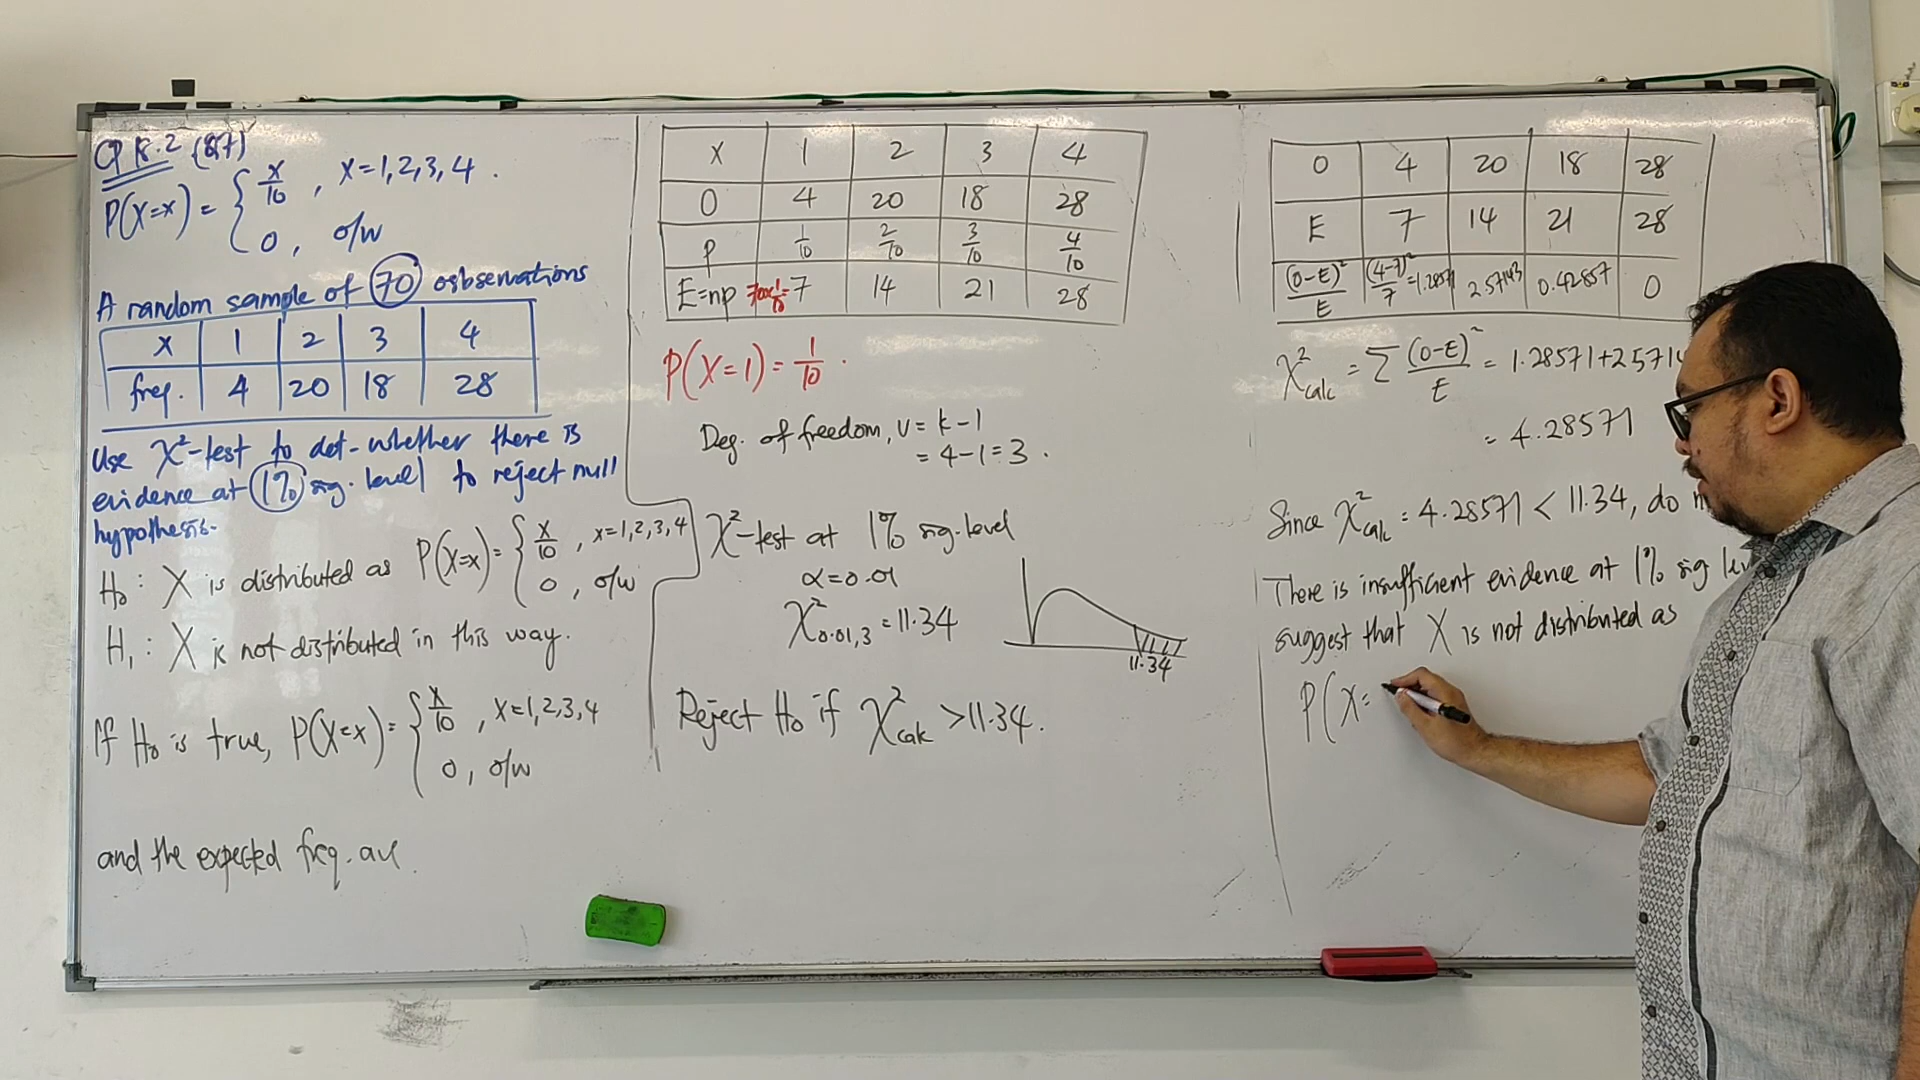 CP 18.2 (Q7)
P(X=x) = { x/10 , x=1,2,3,4 .
0 , o/w
A random sample of 70 osbservations
x 1 2 3 4
freq. 4 20 18 28
Use χ²-test to det. whether there is
evidence at 1% sig. level to reject null
hypothesis.
H₀ : X is distributed as P(X=x) = { x/10 , x=1,2,3,4
0 , o/w
H₁ : X is not distributed in this way.
If H₀ is true, P(X=x) = { x/10 , x=1,2,3,4
0 , o/w
and the expected freq. are
X 1 2 3 4
O 4 20 18 28
P 1/10 2/10 3/10 4/10
E=np 70×1/10=7 14 21 28
P(X=1) = 1/10 .
Deg. of freedom, v = k-1
= 4-1=3 .
χ²-test at 1% sig. level
α=0.01
χ²0.01,3 = 11.34
11.34
Reject H₀ if χ²calc >11.34.
O 4 20 18 28
E 7 14 21 28
(O-E)²/E (4-7)²/7=1.28571 2.57143 0.42857 0
χ²calc = Σ (O-E)²/E = 1.28571+2.5714
= 4.28571
Since χ²calc = 4.28571 < 11.34, do
There is insufficient evidence at 1% sig
suggest that X is not distributed as
P(X=